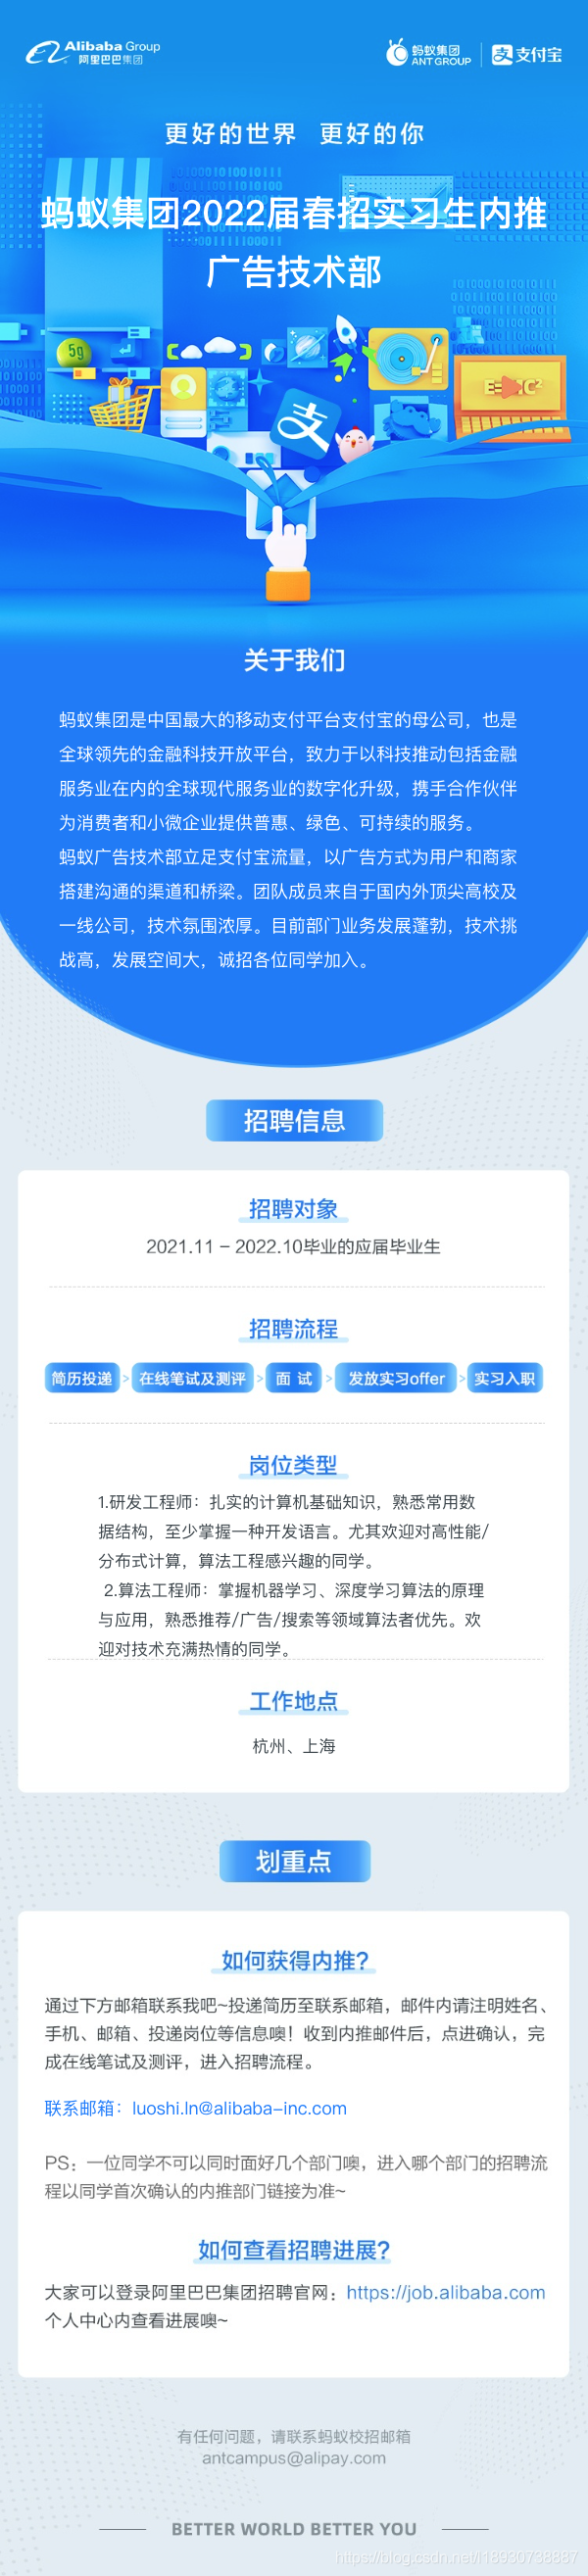 Alibaba Group
阿里巴巴集团
蚂蚁集团
ANT GROUP
支付宝
更好的世界 更好的你
蚂蚁集团2022届春招实习生内推
广告技术部
5g
支
关于我们
蚂蚁集团是中国最大的移动支付平台支付宝的母公司，也是
全球领先的金融科技开放平台，致力于以科技推动包括金融
服务业在内的全球现代服务业的数字化升级，携手合作伙伴
为消费者和小微企业提供普惠、绿色、可持续的服务。
蚂蚁广告技术部立足支付宝流量，以广告方式为用户和商家
搭建沟通的渠道和桥梁。团队成员来自于国内外顶尖高校及
一线公司，技术氛围浓厚。目前部门业务发展蓬勃，技术挑
战高，发展空间大，诚招各位同学加入。
招聘信息
招聘对象
2021.11 – 2022.10毕业的应届毕业生
招聘流程
简历投递 > 在线笔试及测评 > 面 试 > 发放实习offer > 实习入职
岗位类型
1.研发工程师：扎实的计算机基础知识，熟悉常用数
据结构，至少掌握一种开发语言。尤其欢迎对高性能/
分布式计算，算法工程感兴趣的同学。
2.算法工程师：掌握机器学习、深度学习算法的原理
与应用，熟悉推荐/广告/搜索等领域算法者优先。欢
迎对技术充满热情的同学。
工作地点
杭州、上海
划重点
如何获得内推?
通过下方邮箱联系我吧~投递简历至联系邮箱，邮件内请注明姓名、
手机、邮箱、投递岗位等信息噢！收到内推邮件后，点进确认，完
成在线笔试及测评，进入招聘流程。
联系邮箱：luoshi.ln@alibaba-inc.com
PS：一位同学不可以同时面好几个部门噢，进入哪个部门的招聘流
程以同学首次确认的内推部门链接为准~
如何查看招聘进展?
大家可以登录阿里巴巴集团招聘官网：https://job.alibaba.com
个人中心内查看进展噢~
有任何问题，请联系蚂蚁校招邮箱
antcampus@alipay.com
BETTER WORLD BETTER YOU
https://blog.csdn.net/l18930738887